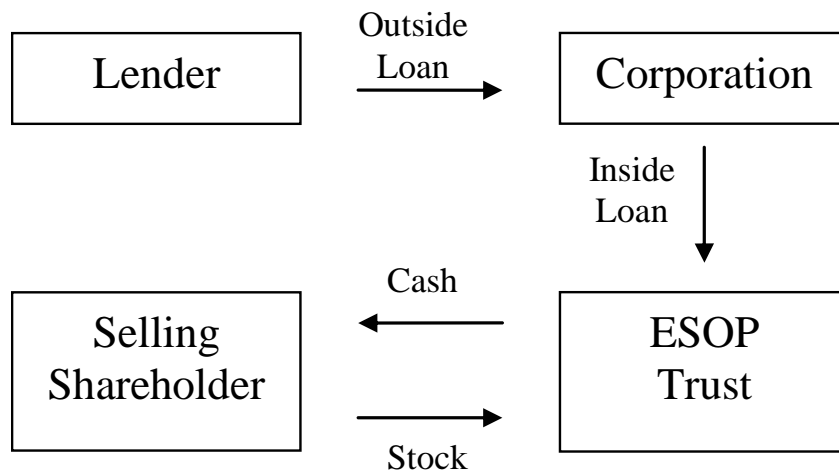 Lender
Outside
Loan
Corporation
Inside
Loan
Cash
Selling
Shareholder
ESOP
Trust
Stock